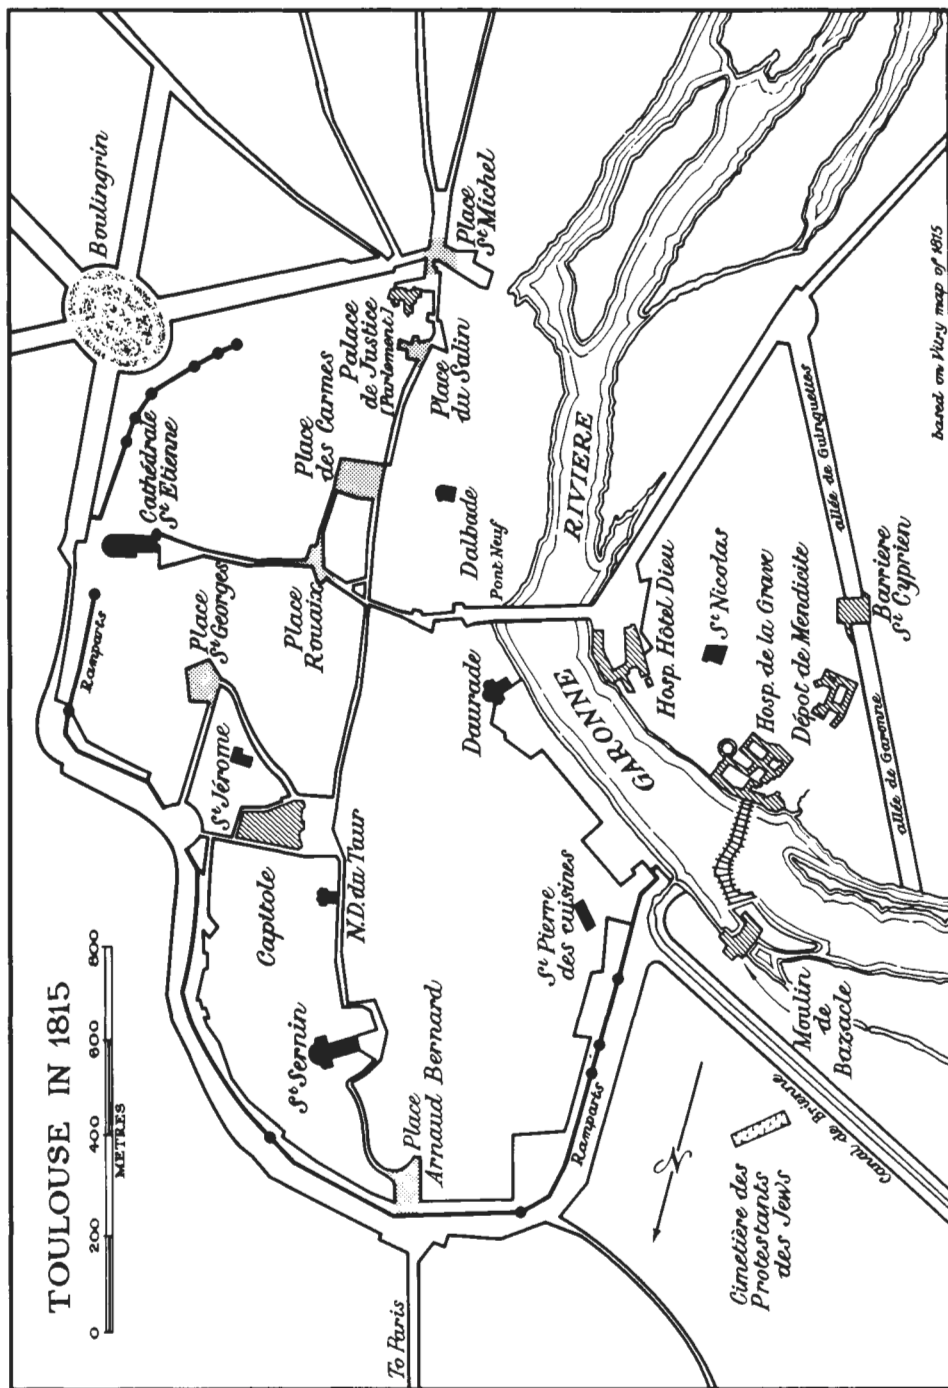 TOULOUSE IN 1815
0 200 400 600 800
METRES
Boulingrin
Cathédrale
St Etienne
Ramparts
Place
St Georges
Place
des Carmes
Palace
de Justice
[Parlement]
Place
St Michel
Place
du Salin
Place
Rouaix
St Jérome
Capitole
N.D. du Taur
St Sernin
Place
Arnaud Bernard
To Paris
Dalbade
Pont Neuf
Daurade
RIVIERE
GARONNE
St Pierre
des cuisines
Ramparts
Hosp. Hôtel Dieu
St Nicolas
Hosp. de la Grave
Dépot de Mendicite
Barriere
St Cyprien
allée de Guinguettes
allée de Garonne
Moulin
de
Bazacle
Canal de Brienne
N
Cimetière des
Protestants
des Jews
based on Vitry map of 1815